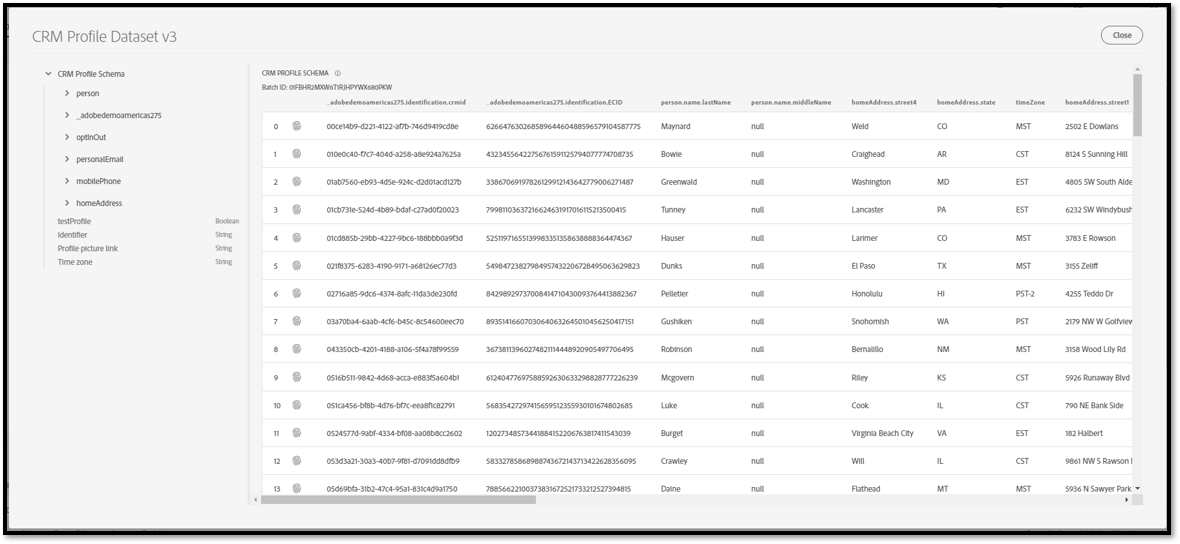 CRM Profile Dataset v3
Close
CRM Profile Schema
person
_adobedemoamericas275
optInOut
personalEmail
mobilePhone
homeAddress
testProfile Boolean
Identifier String
Profile picture link String
Time zone String
CRM PROFILE SCHEMA
Batch ID: 01FBHR2MXW6T1RJHPYWX680PKW
_adobedemoamericas275.identification.crmid _adobedemoamericas275.identification.ECID person.name.lastName person.name.middleName homeAddress.street4 homeAddress.state timeZone homeAddress.street1
0 00ce14b9-d221-4122-af7b-746d9419cd8e 62664763026858964460488596579104587775 Maynard null Weld CO MST 2502 E Dowlans
1 010e0c40-f7c7-404d-a258-a8e924a7625a 43234556422756761591125794077774708735 Bowie null Craighead AR CST 8124 S Sunning Hill
2 01ab7560-eb93-4d5e-924c-d2d01acd127b 33867069197826129912143642779006271487 Greenwald null Washington MD EST 4805 SW South Alde
3 01cb731e-524d-4b89-bdaf-c27ad0f20023 79981103637216624631917016115213500415 Tunney null Lancaster PA EST 6232 SW Windybush
4 01cd885b-29bb-4227-9bc6-188bbb0a9f3d 52511971655139983351358638888364474367 Hauser null Larimer CO MST 3783 E Rowson
5 021f8375-6283-4190-9171-a68126ec77d3 54984723827984957432206728495063629823 Dunks null El Paso TX MST 3155 Zeliff
6 02716a85-9dc6-4374-8afc-11da3de230fd 84298929737008414710430093764413882367 Pelletier null Honolulu HI PST-2 4255 Teddo Dr
7 03a70ba4-6aab-4cf6-b45c-8c54600eec70 89351416607030640632645010456250417151 Gushiken null Snohomish WA PST 2179 NW W Golfview
8 043350cb-4201-4188-a106-5f4a78f99559 36738113960274821114448920905497706495 Robinson null Bernalillo NM MST 3158 Wood Lily Rd
9 0516b511-9842-4d68-acca-e883f5a604b1 61240477697588592630633298828777226239 Mcgovern null Riley KS CST 5926 Runaway Blvd
10 051ca456-bf8b-4d76-bf7c-eea8f1c82791 56835427297415659512355930101674802685 Luke null Cook IL CST 790 NE Bank Side
11 0524577d-9abf-4334-bf08-aa08b8cc2602 12027348573441884152206763817411543039 Burget null Virginia Beach City VA EST 182 Halbert
12 053d3a21-30a3-40b7-9f81-d7091dd8dfb9 58332785868988743672143713422628356095 Crawley null Will IL CST 9861 NW S Rawson
13 05d69bfa-31b2-47c4-95a1-831c4d9a1750 78856622100373831672521733212527394815 Daine null Flathead MT MST 5936 N Sawyer Park